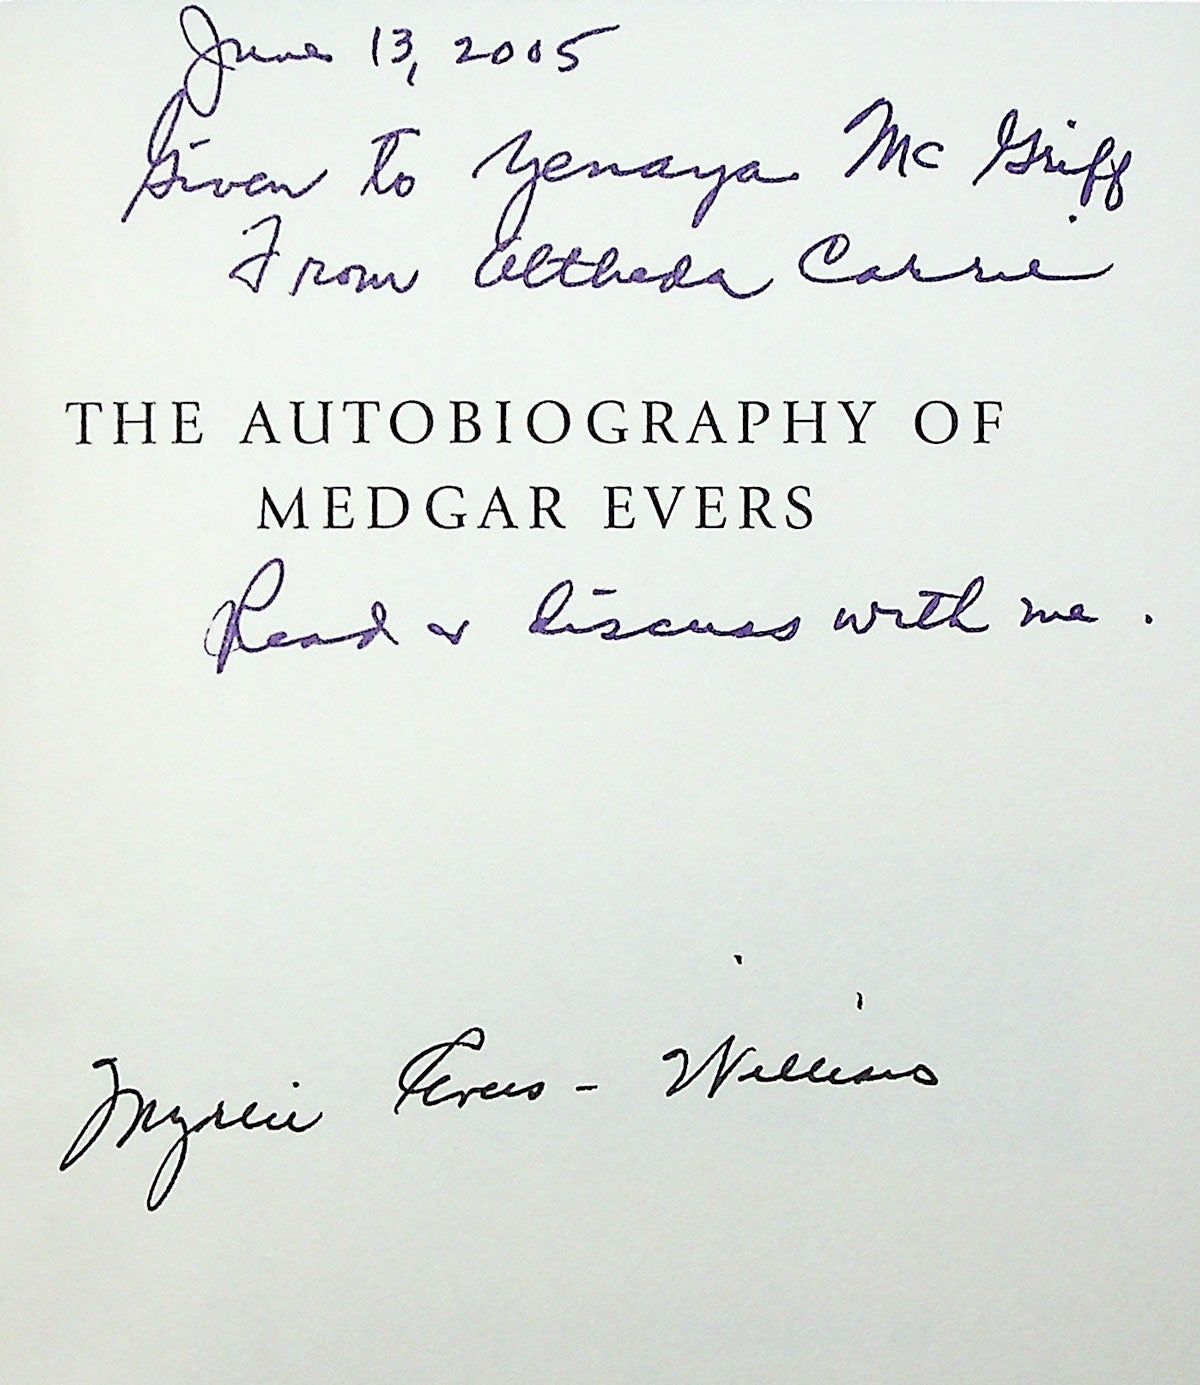 June 13, 2005
Given to Yenaya McGriff
From Altheda Carrie
THE AUTOBIOGRAPHY OF
MEDGAR EVERS
Read & discuss with me.
Myrlie Evers-Williams